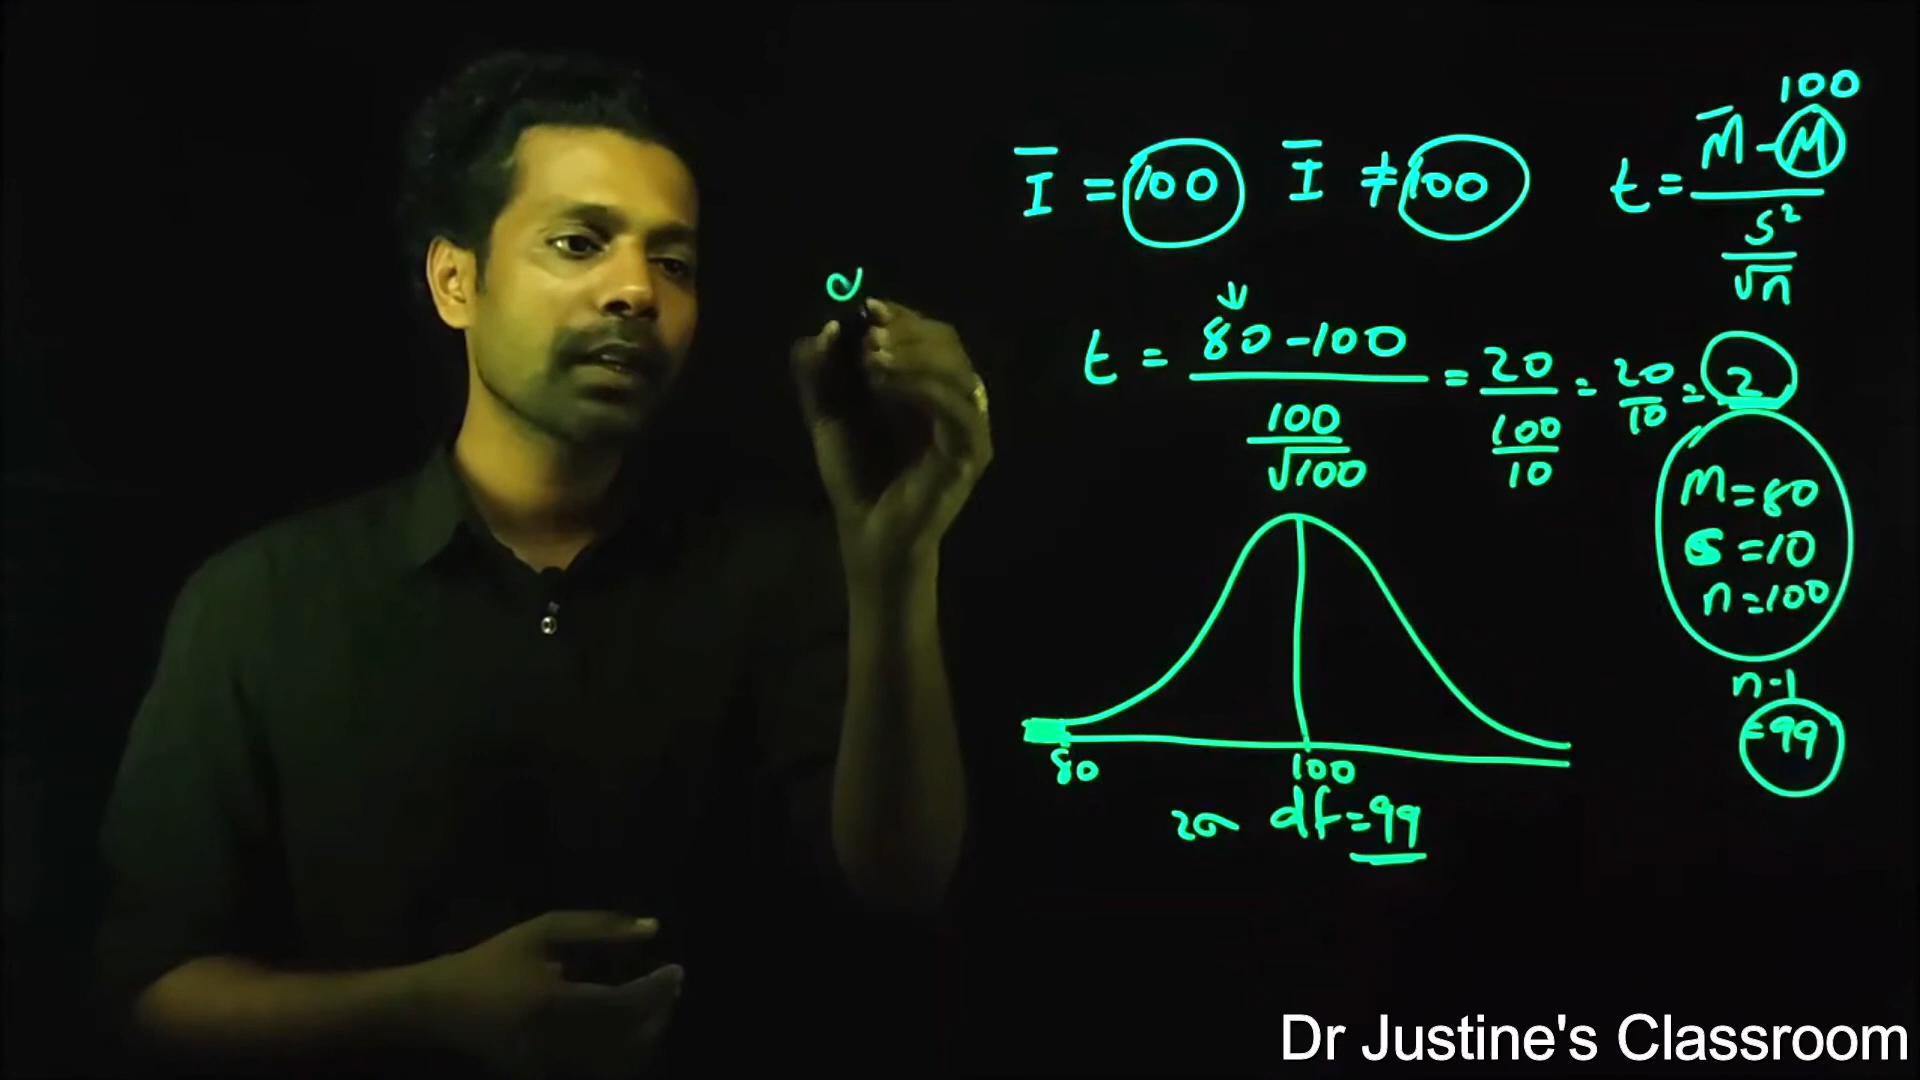 α
Ī = 100 Ī ≠ 100
100
t = (M̄ - M) / (s² / √n)
t = (80 - 100) / (100 / √100) = 20 / (100 / 10) = 20 / 10 = 2
M = 80
S = 10
n = 100
n - 1
= 99
80 100
2σ df = 99
Dr Justine's Classroom